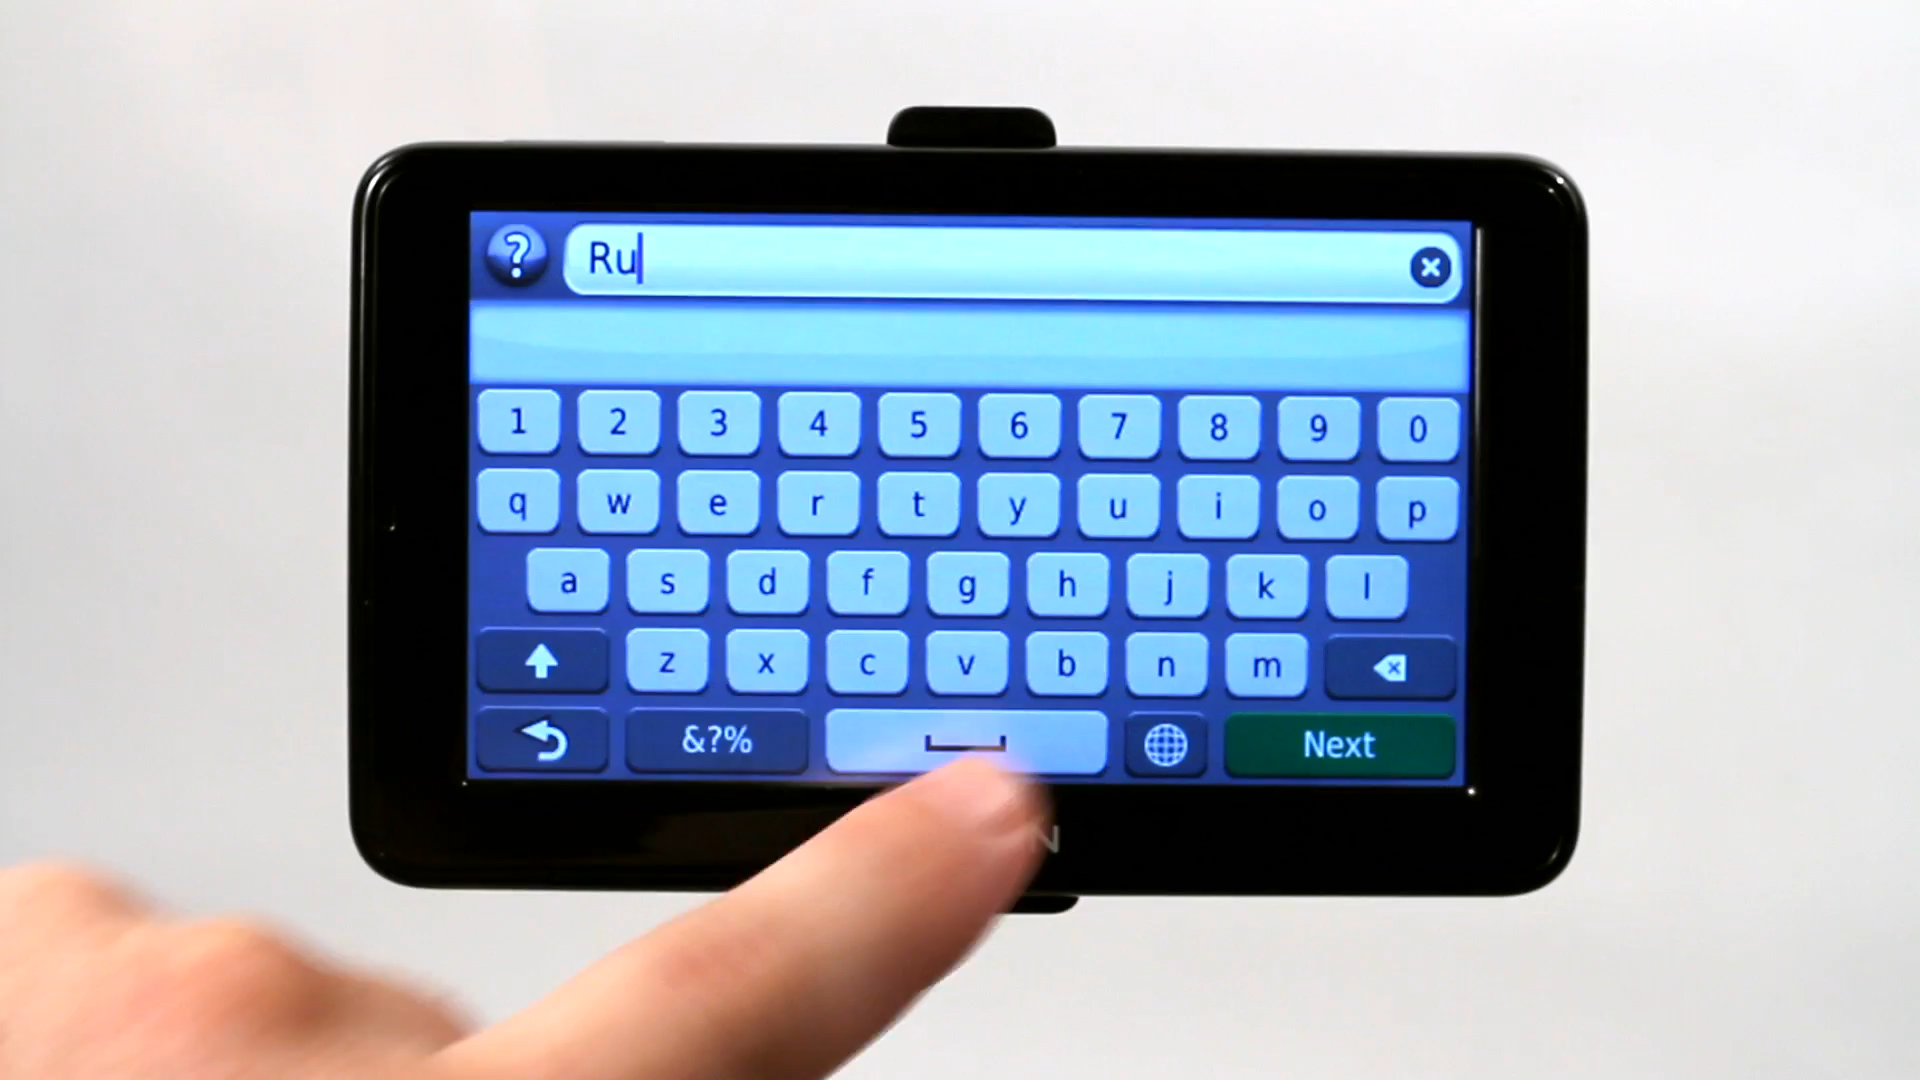 ? Ru
1 2 3 4 5 6 7 8 9 0
q w e r t y u i o p
a s d f g h j k l
z x c v b n m
&?% Next